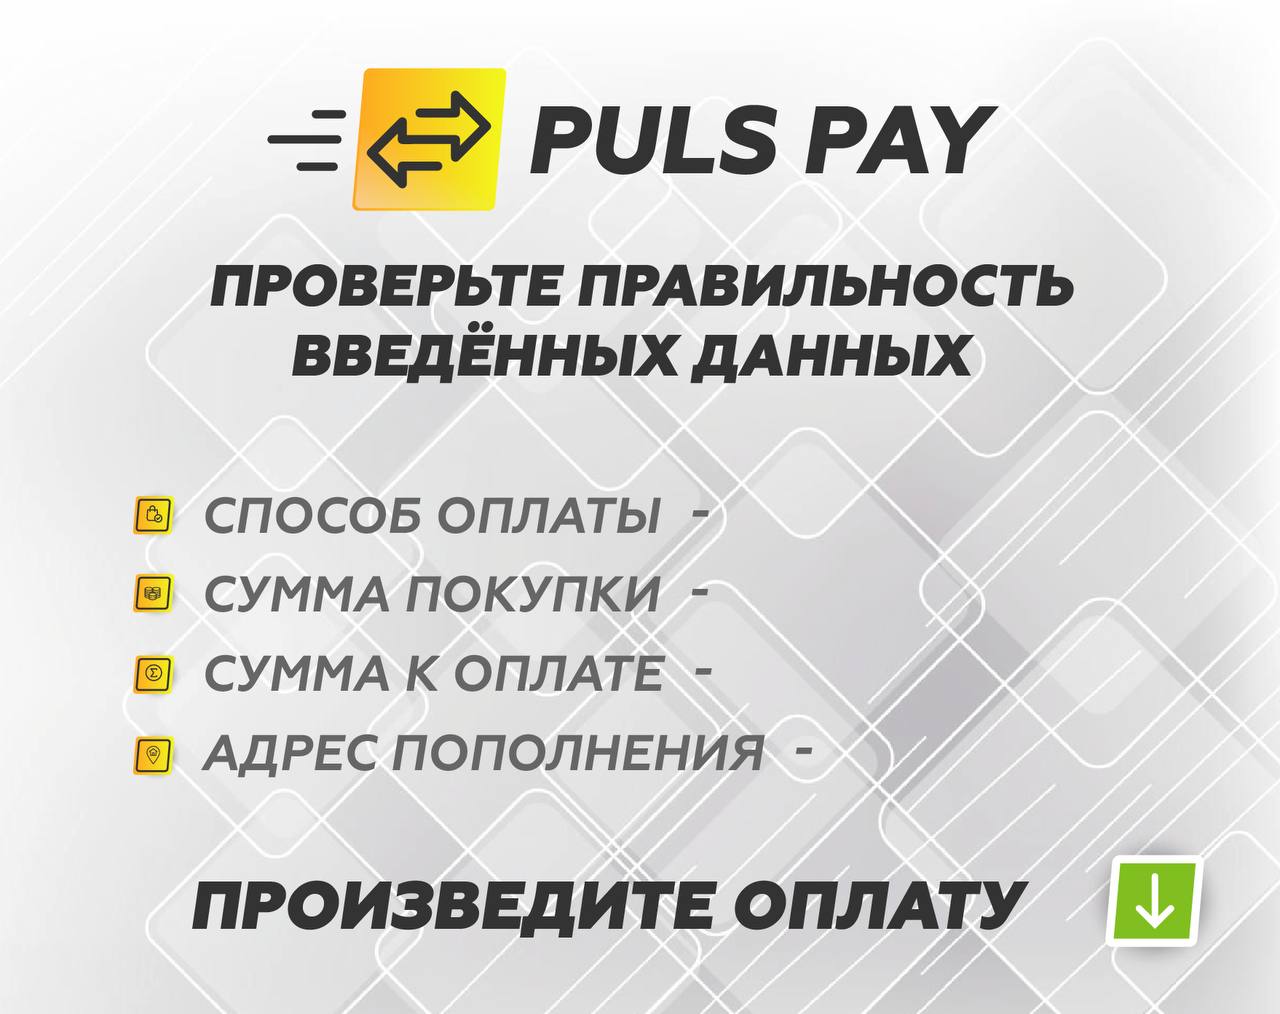 PULS PAY
ПРОВЕРЬТЕ ПРАВИЛЬНОСТЬ
ВВЕДЁННЫХ ДАННЫХ
СПОСОБ ОПЛАТЫ -
СУММА ПОКУПКИ -
СУММА К ОПЛАТЕ -
АДРЕС ПОПОЛНЕНИЯ -
ПРОИЗВЕДИТЕ ОПЛАТУ